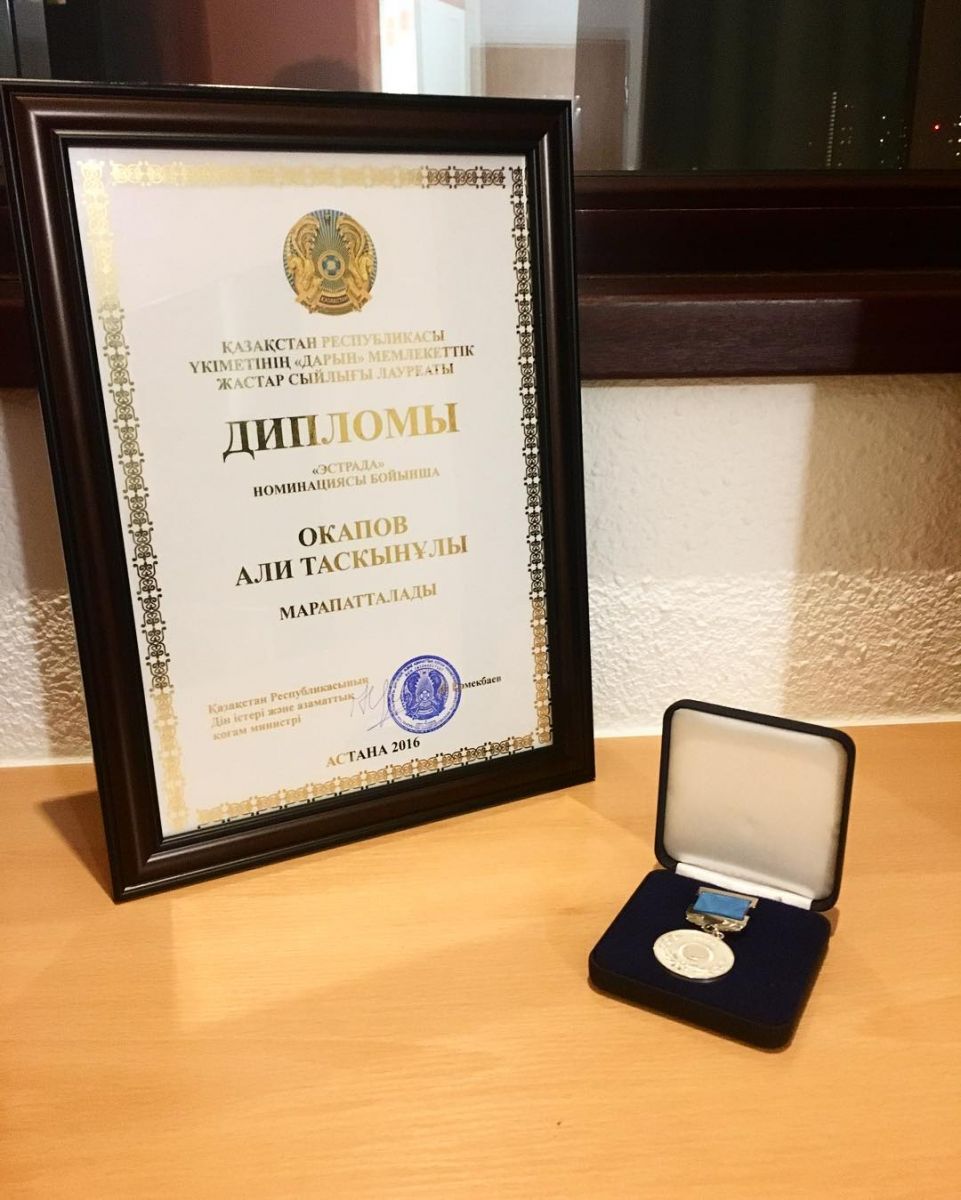 ҚАЗАҚСТАН РЕСПУБЛИКАСЫ
ҮКІМЕТІНІҢ «ДАРЫН» МЕМЛЕКЕТТІК
ЖАСТАР СЫЙЛЫҒЫ ЛАУРЕАТЫ
ДИПЛОМЫ
«ЭСТРАДА»
НОМИНАЦИЯСЫ БОЙЫНША
ОКАПОВ
АЛИ ТАСКЫНҰЛЫ
МАРАПАТТАЛАДЫ
Қазақстан Республикасының
Дін істері және азаматтық
қоғам министрі
АСТАНА 2016